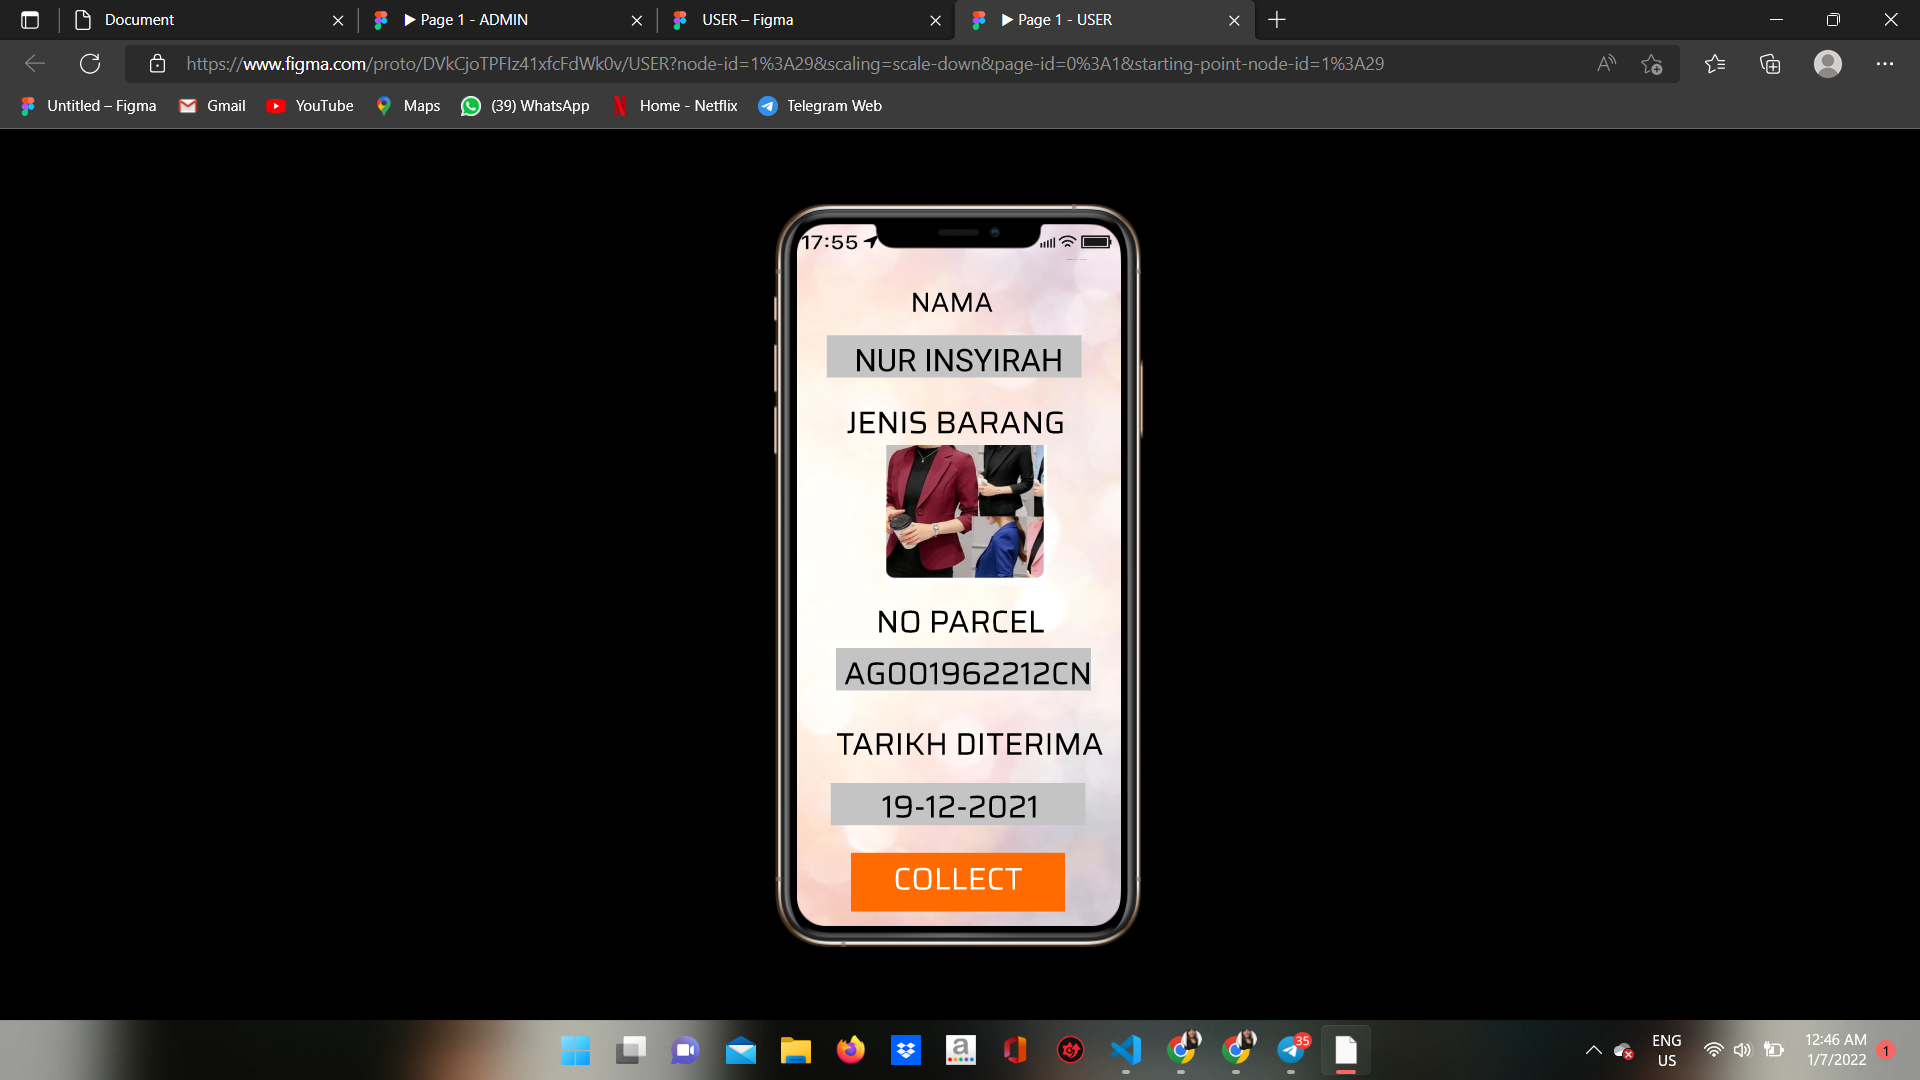 Document
▶ Page 1 - ADMIN
USER – Figma
▶ Page 1 - USER
https://www.figma.com/proto/DVkCjoTPFIz41xfcFdWk0v/USER?node-id=1%3A29&scaling=scale-down&page-id=0%3A1&starting-point-node-id=1%3A29
Untitled – Figma
Gmail
YouTube
Maps
(39) WhatsApp
Home - Netflix
Telegram Web
17:55
NAMA
NUR INSYIRAH
JENIS BARANG
NO PARCEL
AG001962212CN
TARIKH DITERIMA
19-12-2021
COLLECT
35
ENG
US
12:46 AM
1/7/2022
1